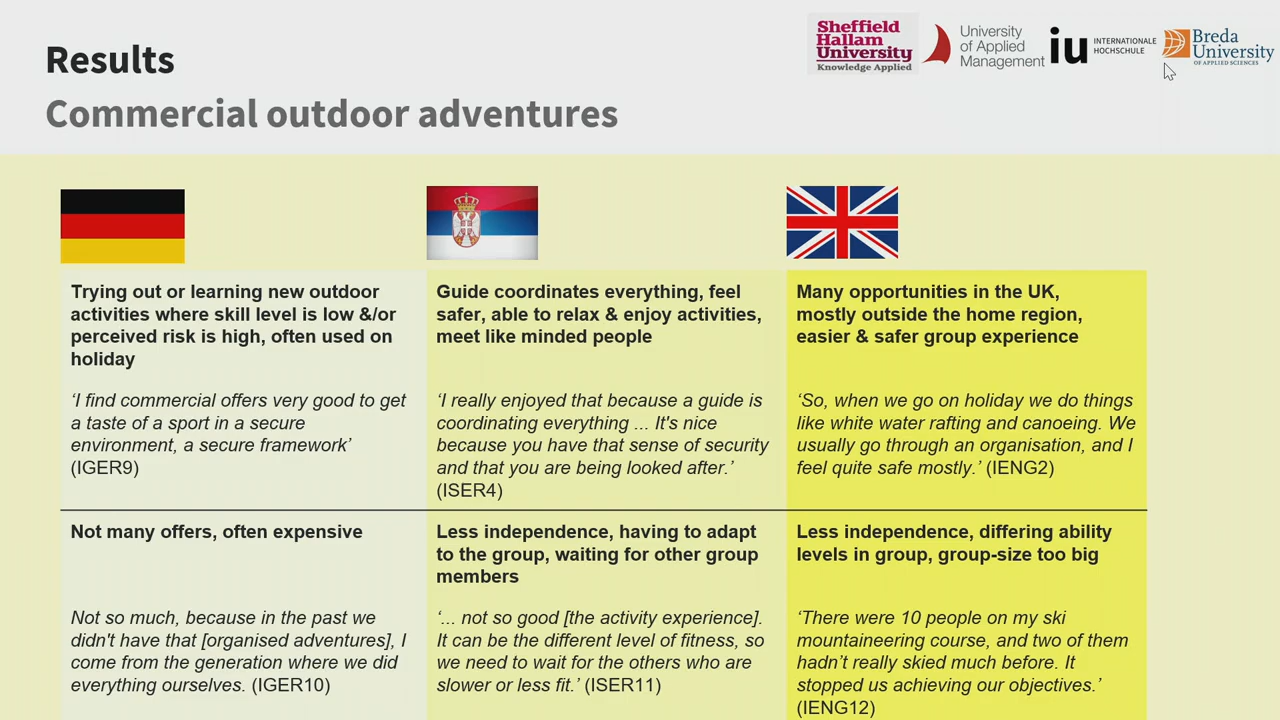 Results
Commercial outdoor adventures
Sheffield
Hallam
University
Knowledge Applied
University
of Applied
Management
iu
INTERNATIONALE
HOCHSCHULE
Breda
University
OF APPLIED SCIENCES
Trying out or learning new outdoor
activities where skill level is low &/or
perceived risk is high, often used on
holiday
‘I find commercial offers very good to get
a taste of a sport in a secure
environment, a secure framework’
(IGER9)
Guide coordinates everything, feel
safer, able to relax & enjoy activities,
meet like minded people
‘I really enjoyed that because a guide is
coordinating everything ... It's nice
because you have that sense of security
and that you are being looked after.’
(ISER4)
Many opportunities in the UK,
mostly outside the home region,
easier & safer group experience
‘So, when we go on holiday we do things
like white water rafting and canoeing. We
usually go through an organisation, and I
feel quite safe mostly.’ (IENG2)
Not many offers, often expensive
Not so much, because in the past we
didn't have that [organised adventures], I
come from the generation where we did
everything ourselves. (IGER10)
Less independence, having to adapt
to the group, waiting for other group
members
‘... not so good [the activity experience].
It can be the different level of fitness, so
we need to wait for the others who are
slower or less fit.’ (ISER11)
Less independence, differing ability
levels in group, group-size too big
‘There were 10 people on my ski
mountaineering course, and two of them
hadn’t really skied much before. It
stopped us achieving our objectives.’
(IENG12)